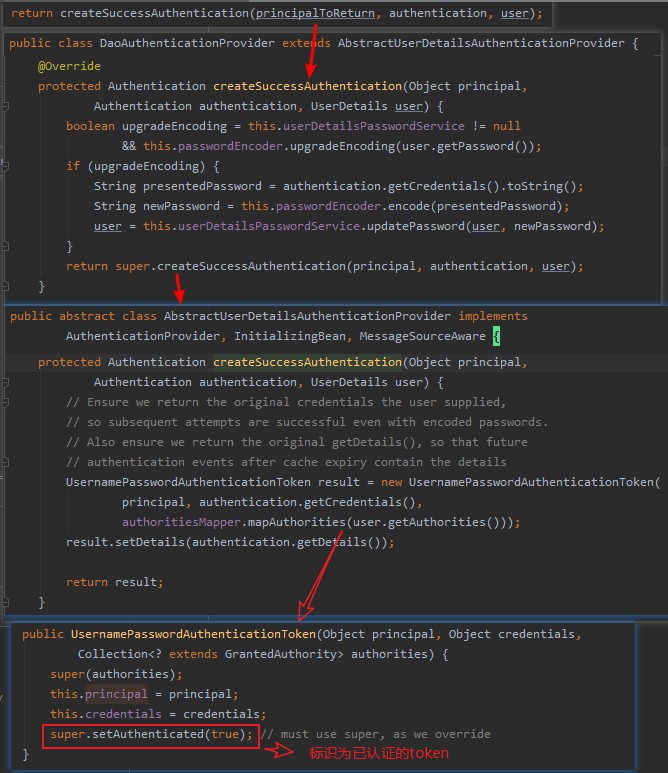 return createSuccessAuthentication(principalToReturn, authentication, user);
public class DaoAuthenticationProvider extends AbstractUserDetailsAuthenticationProvider {
@Override
protected Authentication createSuccessAuthentication(Object principal,
Authentication authentication, UserDetails user) {
boolean upgradeEncoding = this.userDetailsPasswordService != null
&& this.passwordEncoder.upgradeEncoding(user.getPassword());
if (upgradeEncoding) {
String presentedPassword = authentication.getCredentials().toString();
String newPassword = this.passwordEncoder.encode(presentedPassword);
user = this.userDetailsPasswordService.updatePassword(user, newPassword);
}
return super.createSuccessAuthentication(principal, authentication, user);
}
public abstract class AbstractUserDetailsAuthenticationProvider implements
AuthenticationProvider, InitializingBean, MessageSourceAware {
protected Authentication createSuccessAuthentication(Object principal,
Authentication authentication, UserDetails user) {
// Ensure we return the original credentials the user supplied,
// so subsequent attempts are successful even with encoded passwords.
// Also ensure we return the original getDetails(), so that future
// authentication events after cache expiry contain the details
UsernamePasswordAuthenticationToken result = new UsernamePasswordAuthenticationToken(
principal, authentication.getCredentials(),
authoritiesMapper.mapAuthorities(user.getAuthorities()));
result.setDetails(authentication.getDetails());
return result;
}
public UsernamePasswordAuthenticationToken(Object principal, Object credentials,
Collection<? extends GrantedAuthority> authorities) {
super(authorities);
this.principal = principal;
this.credentials = credentials;
super.setAuthenticated(true); // must use super, as we override
}
标识为已认证的token